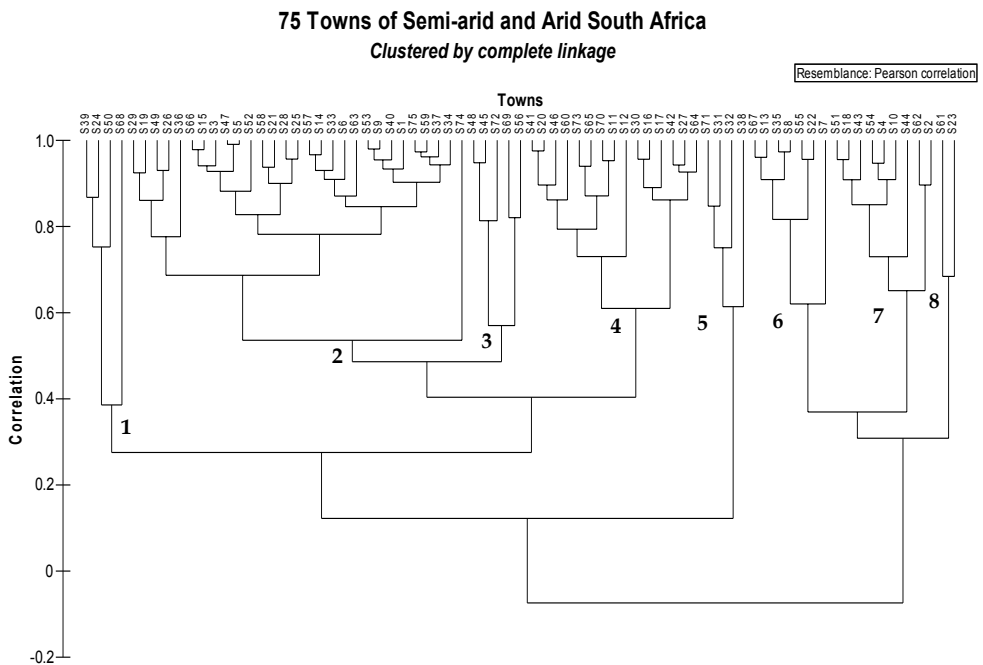 75 Towns of Semi-arid and Arid South Africa
Clustered by complete linkage
Resemblance: Pearson correlation
Towns
S39
S24
S50
S68
S29
S19
S49
S26
S36
S66
S15
S3
S47
S5
S52
S58
S21
S28
S25
S57
S14
S33
S6
S63
S53
S9
S40
S1
S75
S59
S37
S34
S74
S48
S45
S72
S69
S56
S41
S20
S46
S60
S73
S65
S70
S11
S12
S30
S16
S17
S42
S27
S64
S71
S31
S32
S38
S67
S13
S35
S8
S55
S22
S7
S51
S18
S43
S54
S4
S10
S44
S62
S2
S61
S23
1.0
0.8
0.6
0.4
0.2
0
-0.2
Correlation
1
2
3
4
5
6
7
8